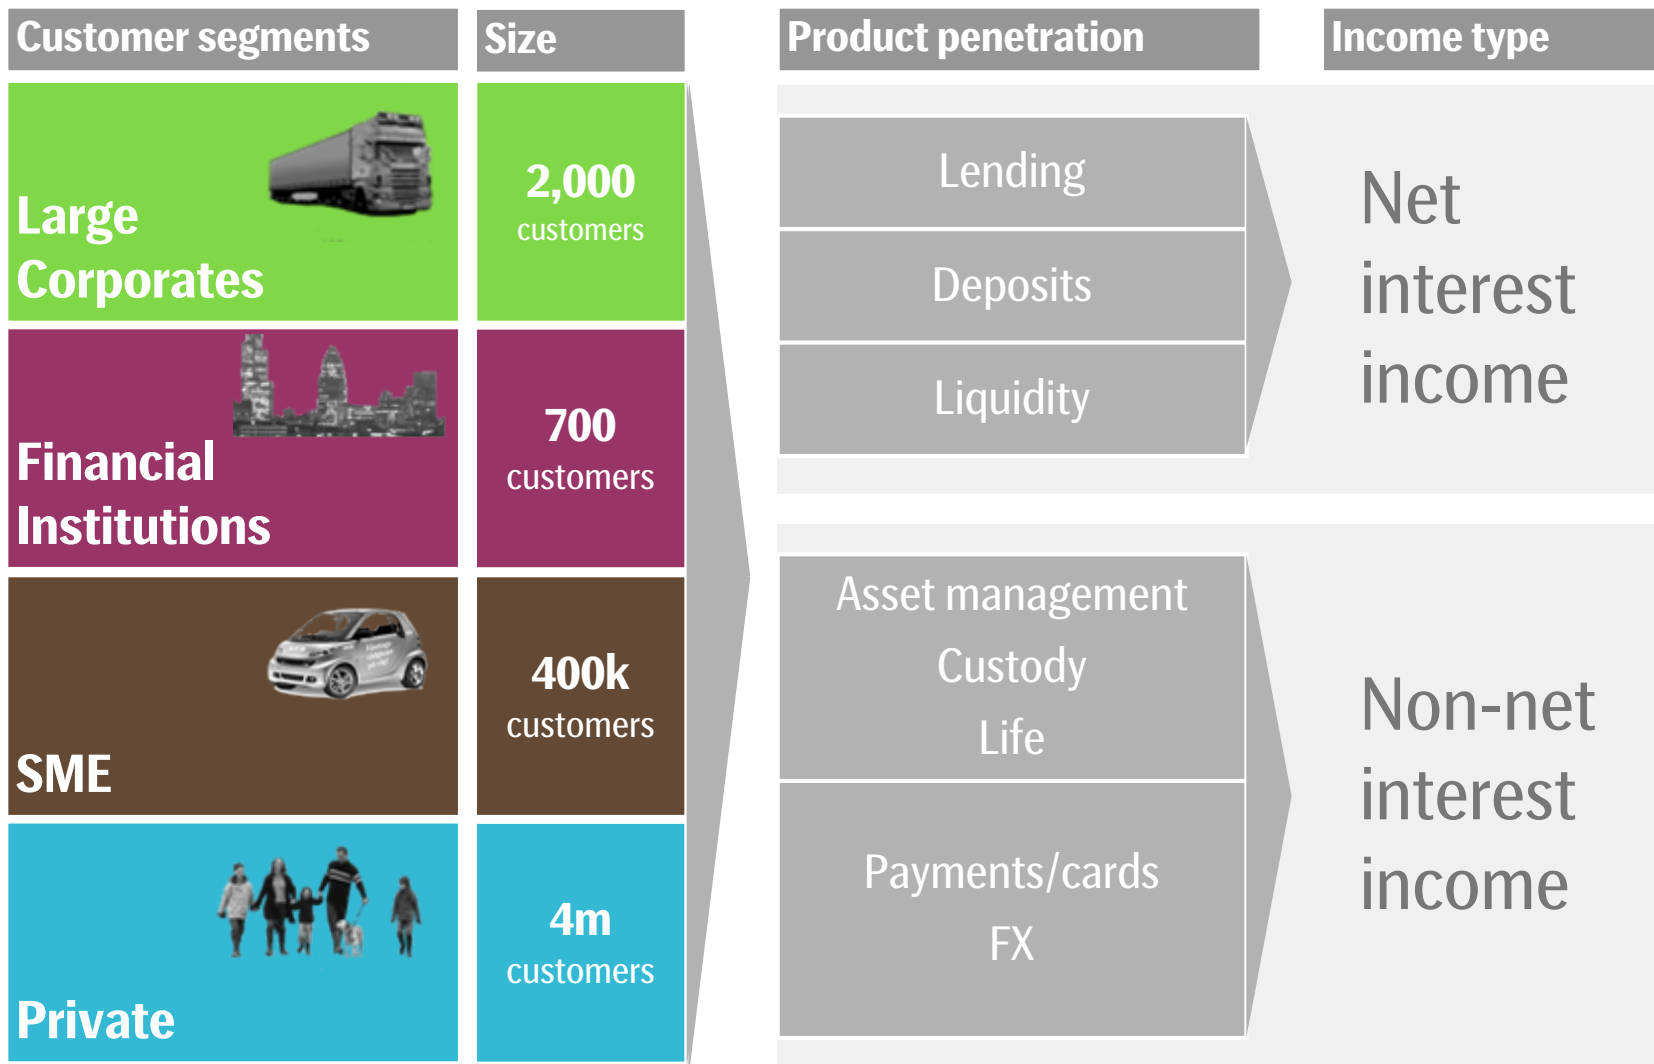 Customer segments
Size
Product penetration
Income type
Large
Corporates
2,000
customers
Financial
Institutions
700
customers
SME
400k
customers
Private
4m
customers
Lending
Deposits
Liquidity
Net
interest
income
Asset management
Custody
Life
Payments/cards
FX
Non-net
interest
income